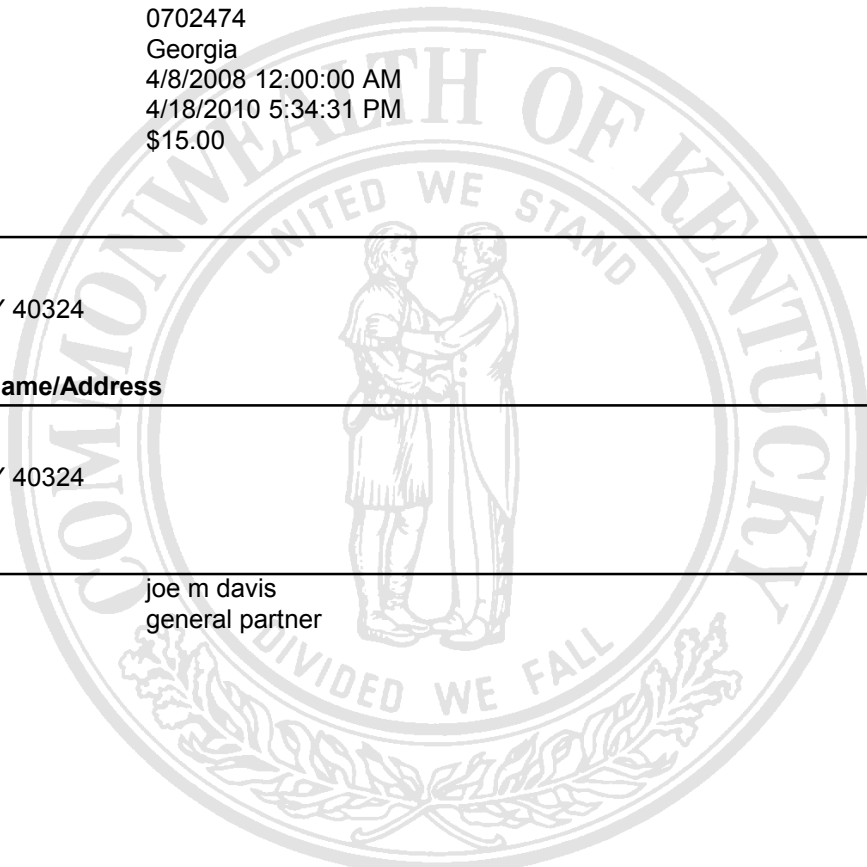 0702474
Georgia
4/8/2008 12:00:00 AM
4/18/2010 5:34:31 PM
$15.00
COMMONWEALTH OF KENTUCKY
UNITED WE STAND
40324
ame/Address
40324
joe m davis
general partner
DIVIDED WE FALL